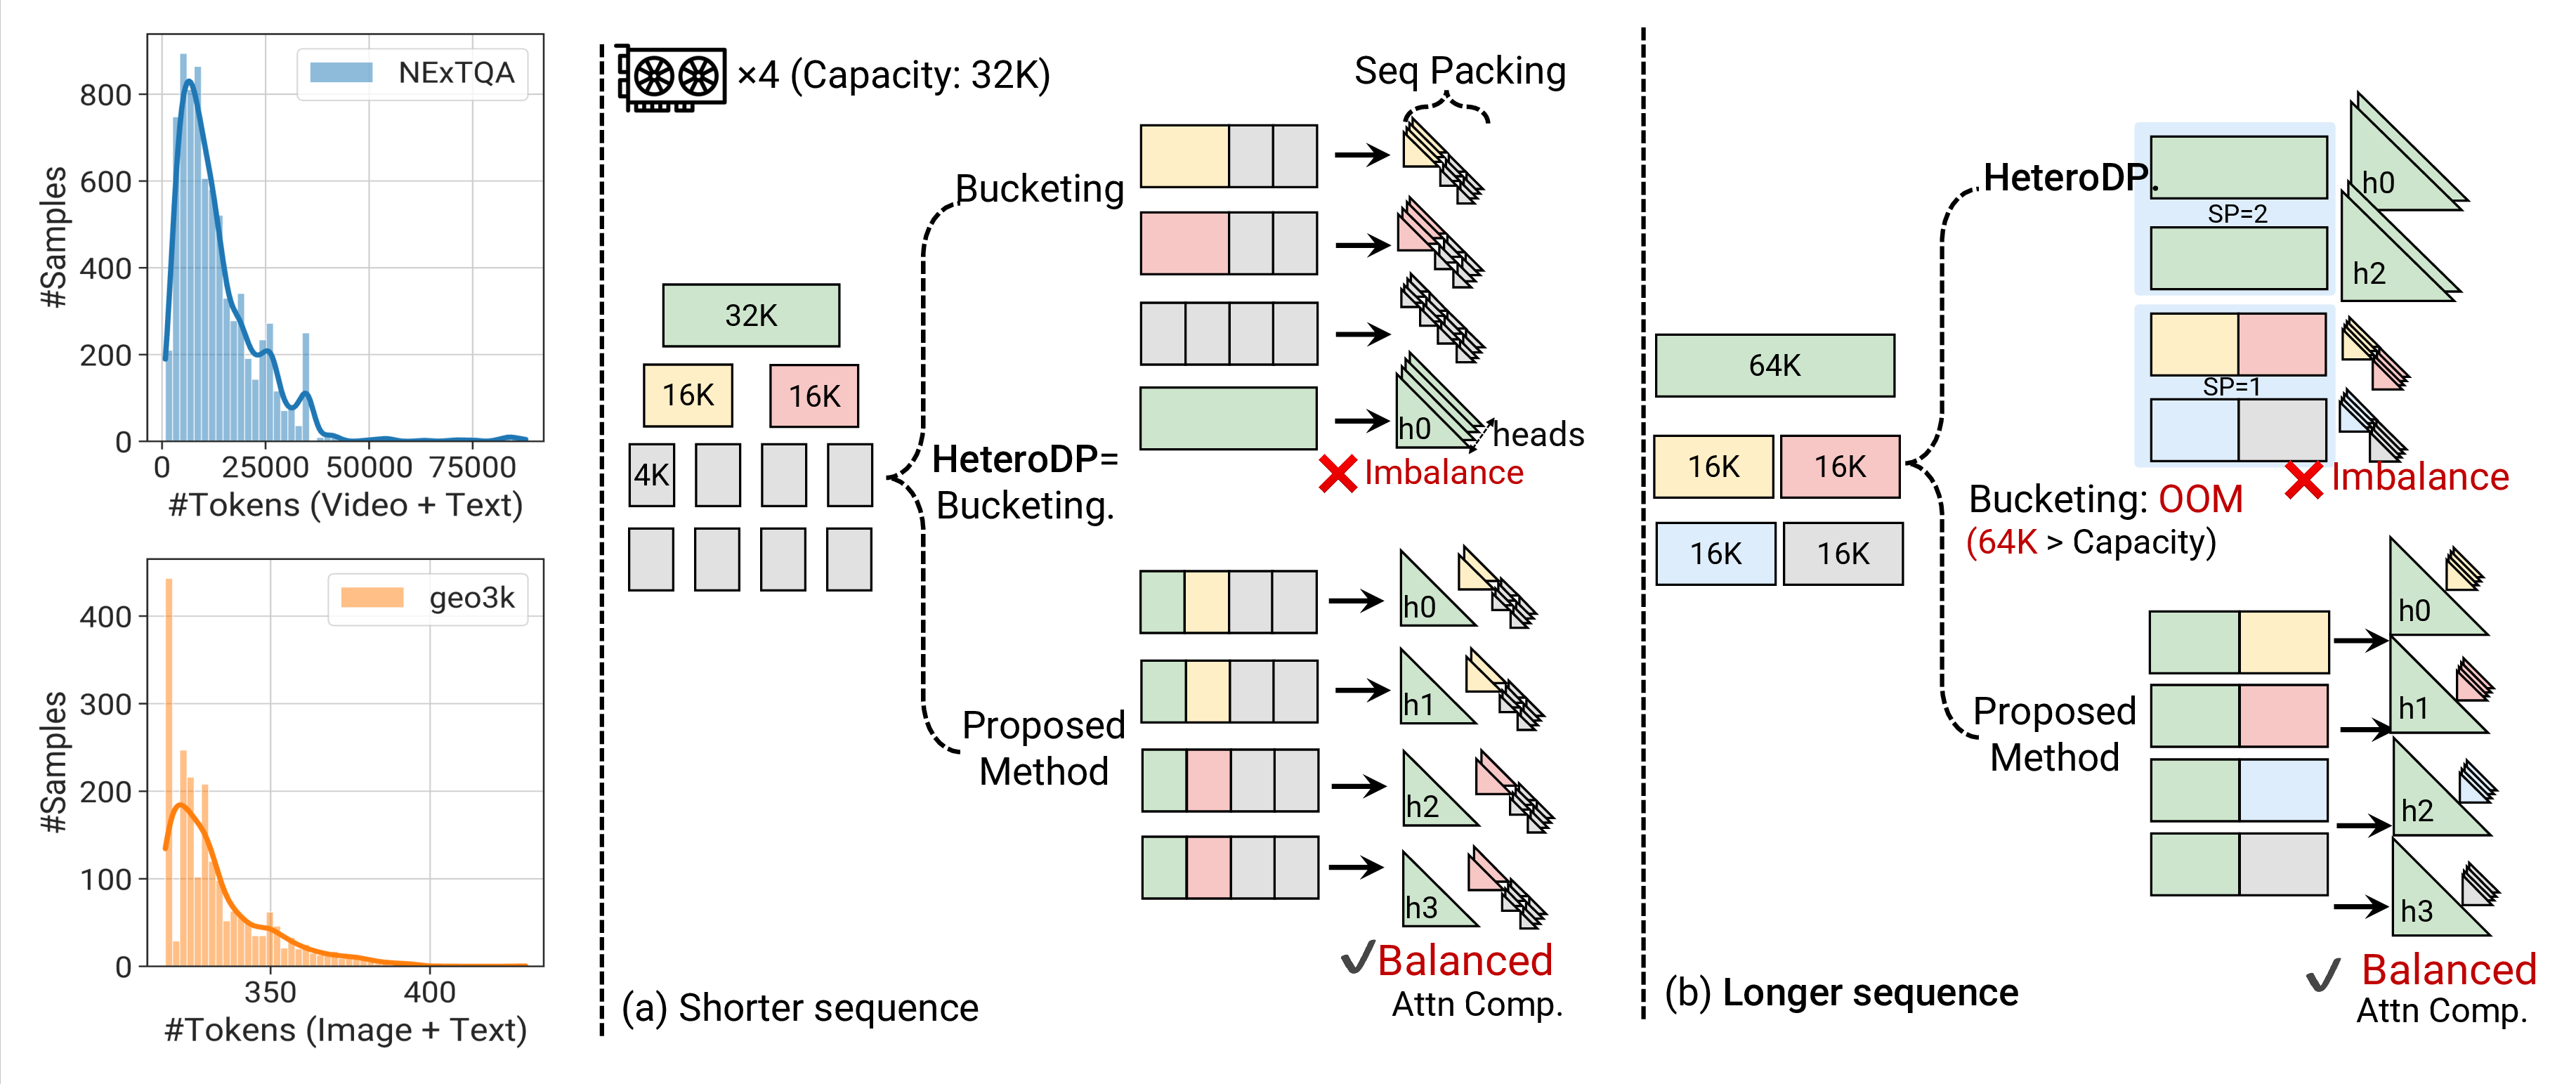 NExTQA
800
600
400
200
0
#Samples
0 25000 50000 75000
#Tokens (Video + Text)
geo3k
400
300
200
100
0
#Samples
350 400
#Tokens (Image + Text)
×4 (Capacity: 32K)
32K
16K 16K
4K
Bucketing
HeteroDP=
Bucketing.
Proposed
Method
Seq Packing
h0
heads
Imbalance
h0
h1
h2
h3
Balanced
Attn Comp.
(a) Shorter sequence
64K
16K 16K
16K 16K
HeteroDP.
SP=2
h0
h2
SP=1
Imbalance
Bucketing: OOM
(64K > Capacity)
Proposed
Method
h0
h1
h2
h3
Balanced
Attn Comp.
(b) Longer sequence